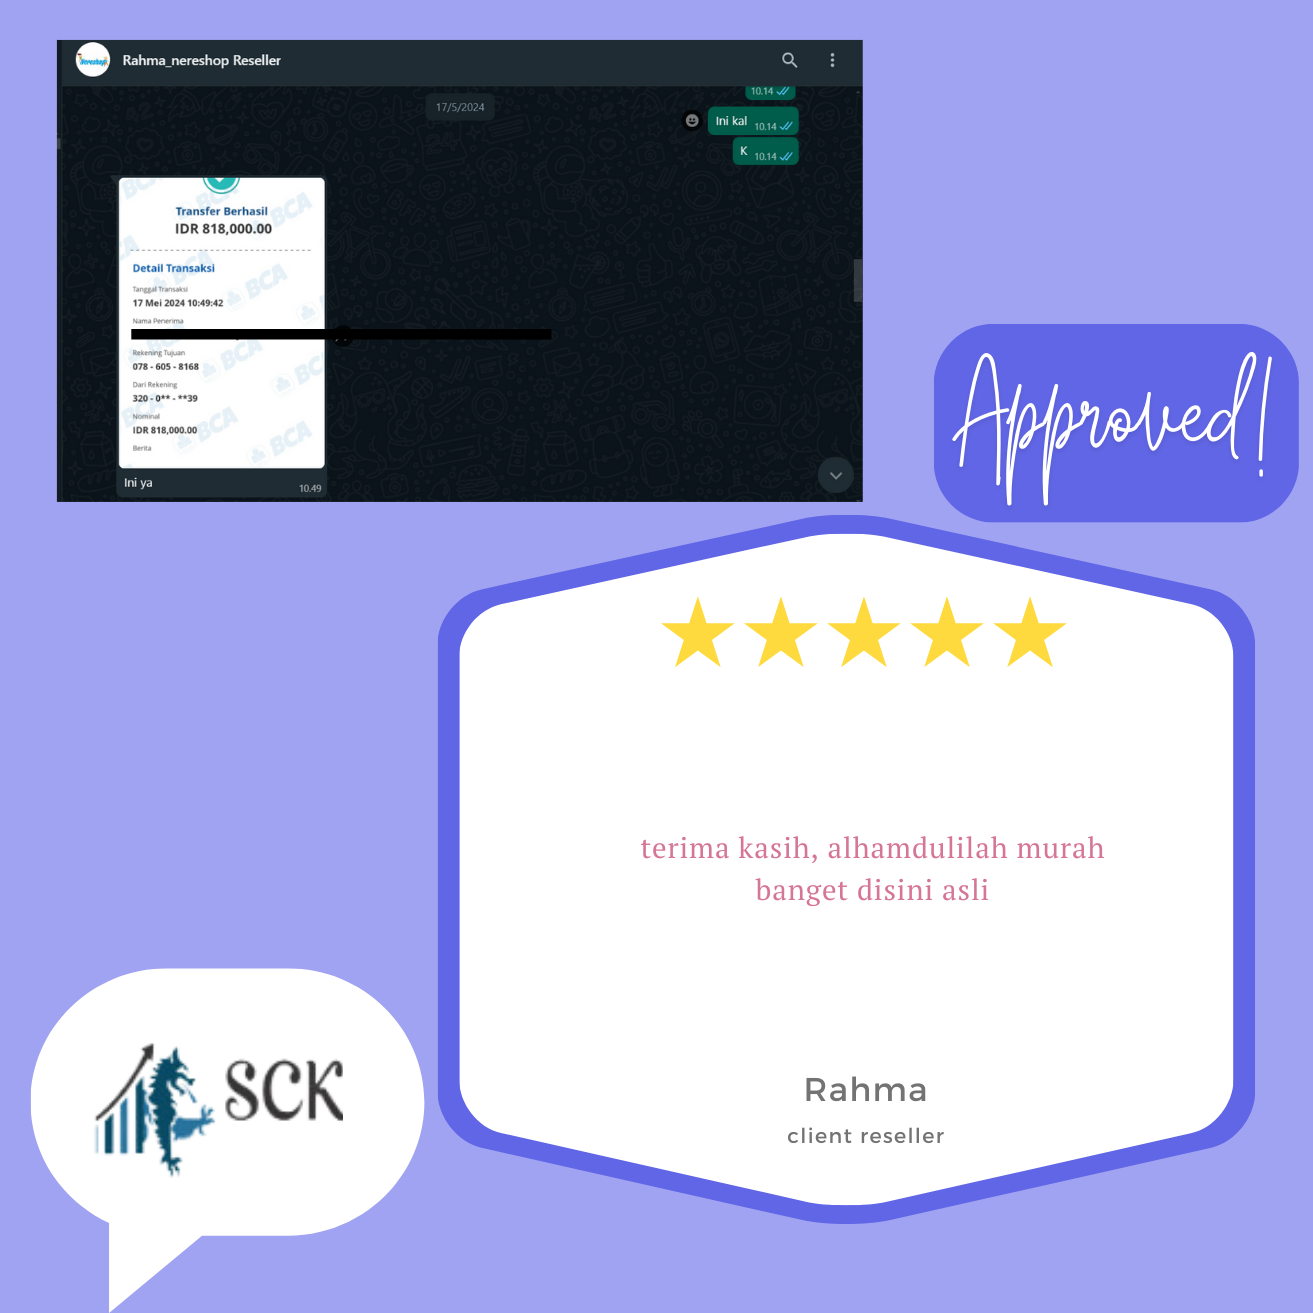 Rahma_nereshop Reseller
10.14
17/5/2024
Ini kal 10.14
K 10.14
Transfer Berhasil
IDR 818,000.00
Detail Transaksi
Tanggal Transaksi
17 Mei 2024 10:49:42
Nama Penerima
Rekening Tujuan
078 - 605 - 8168
Dari Rekening
320 - 0** - **39
Nominal
IDR 818,000.00
Berita
Ini ya
10.49
BCA
Approved!
terima kasih, alhamdulilah murah
banget disini asli
Rahma
client reseller
SCK